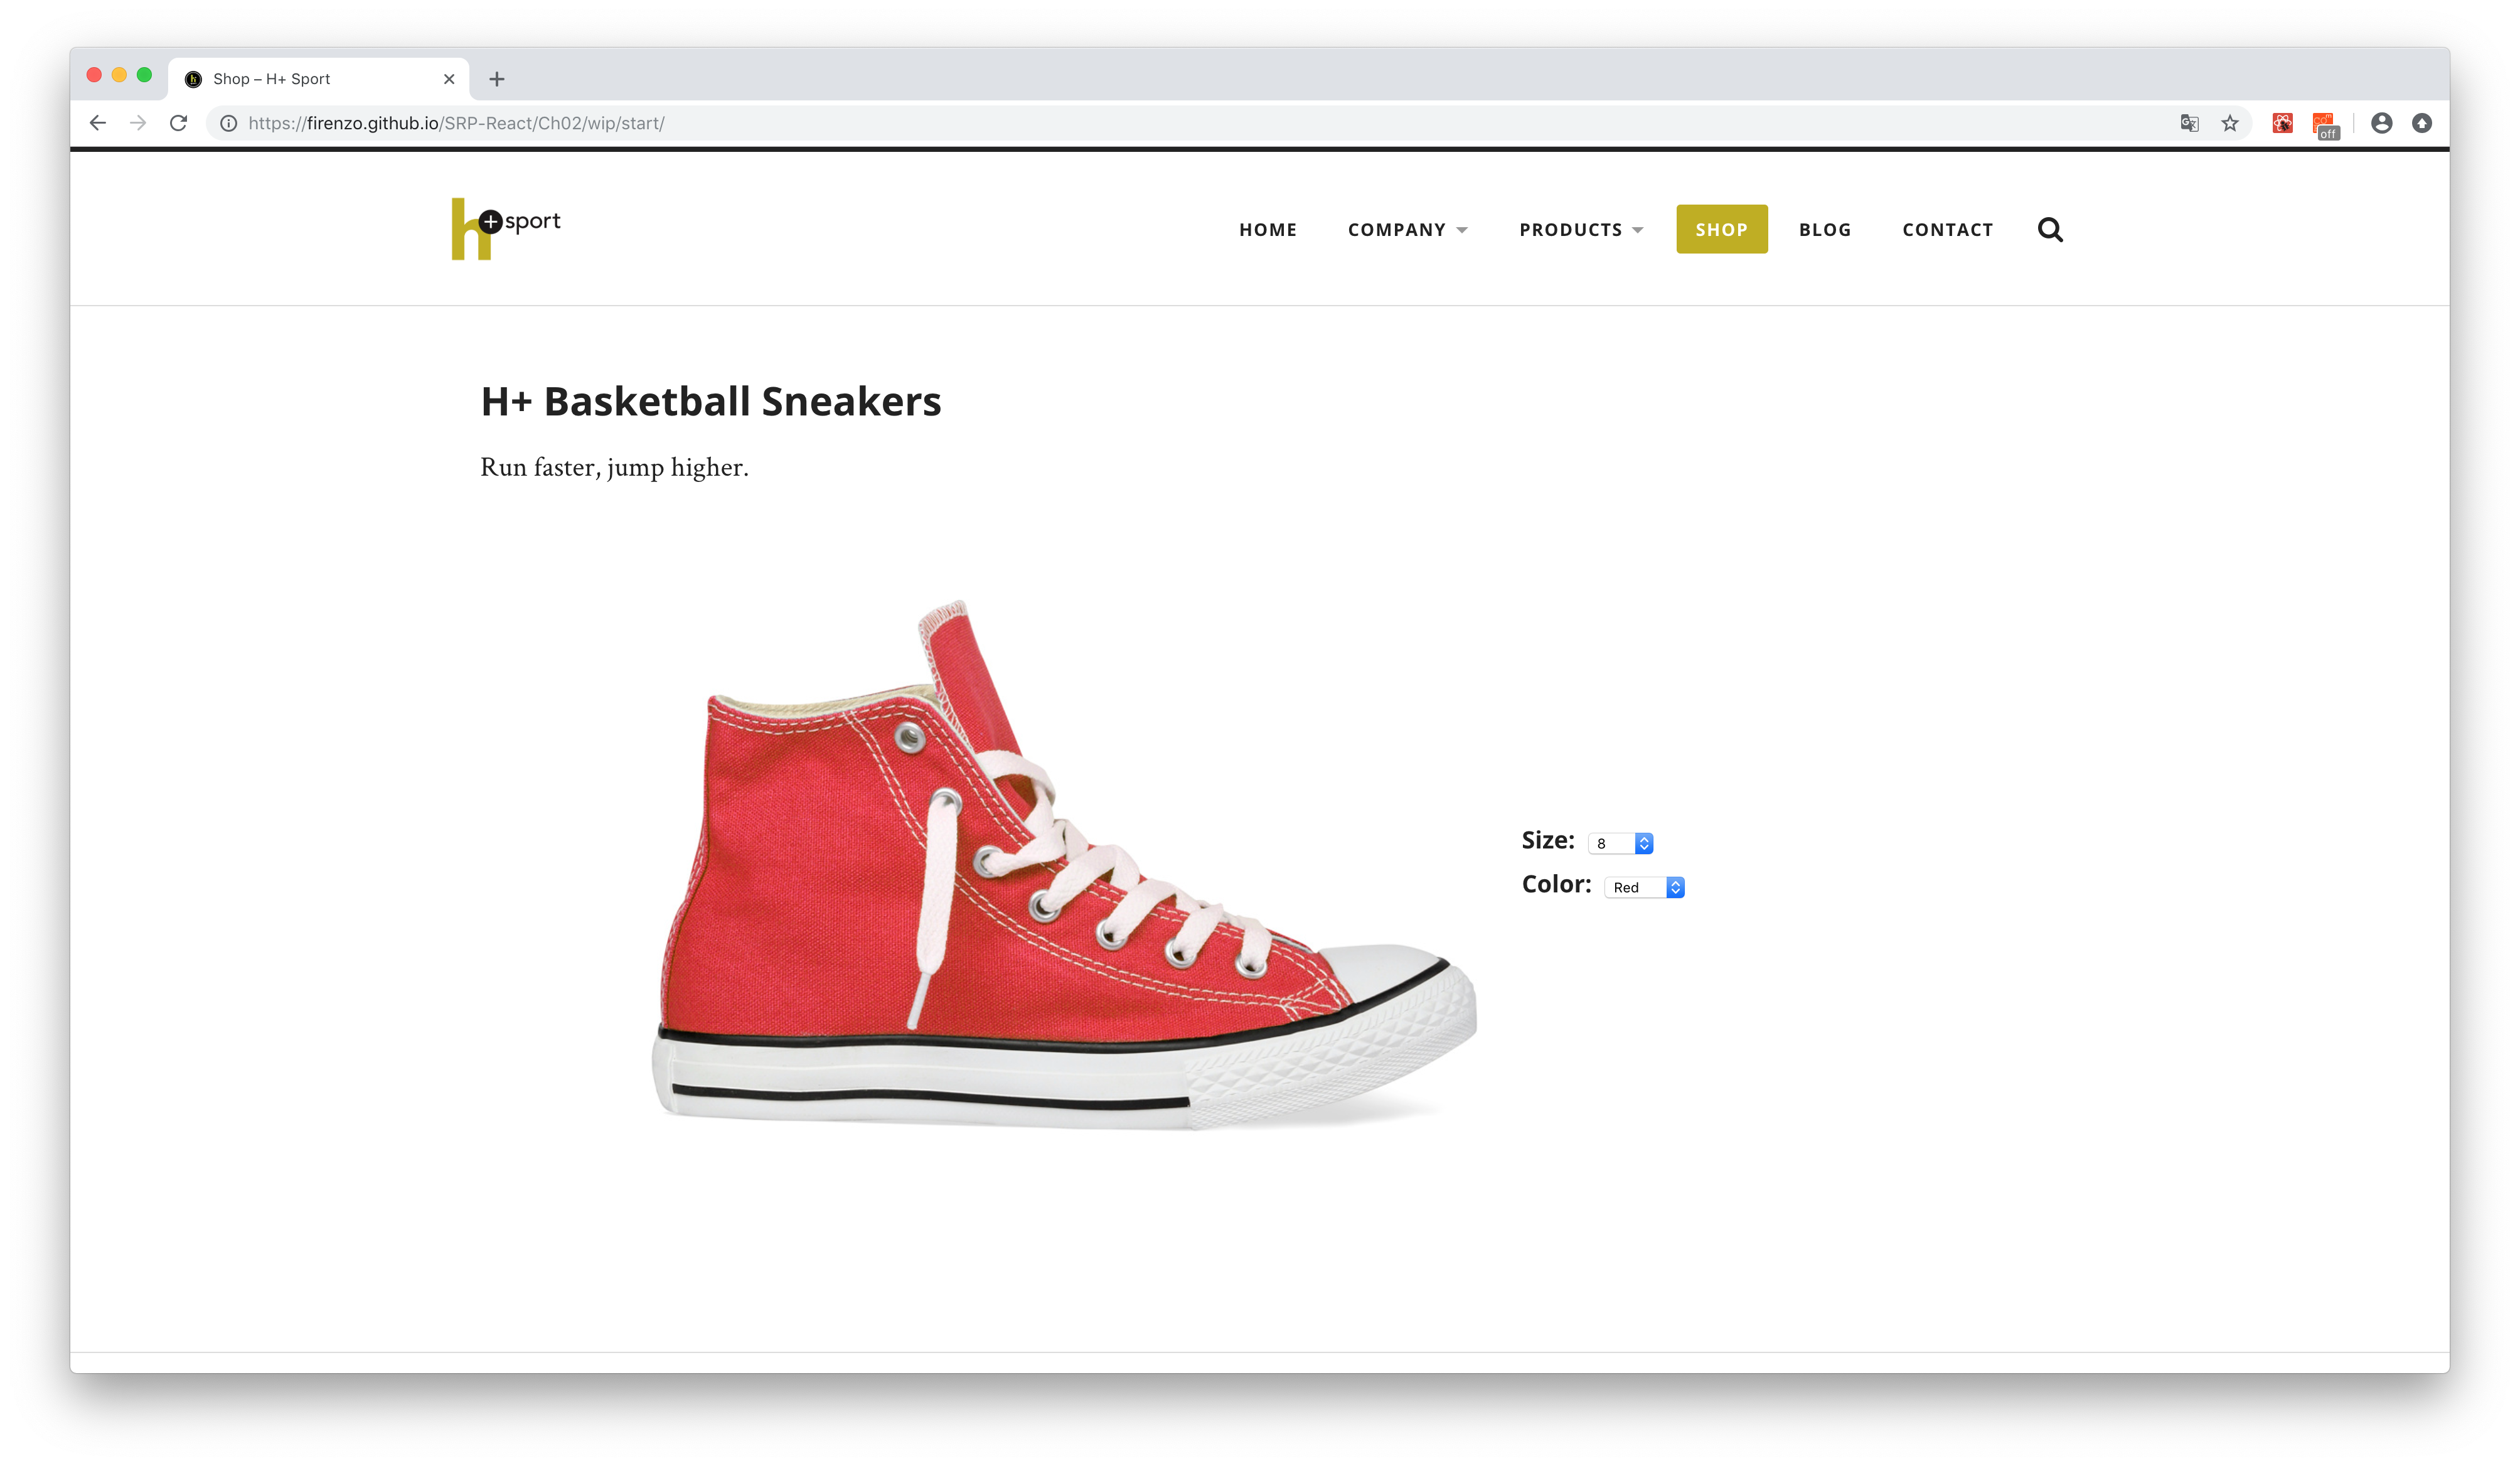 Shop – H+ Sport
https://firenzo.github.io/SRP-React/Ch02/wip/start/
off
h+sport
HOME COMPANY PRODUCTS SHOP BLOG CONTACT
H+ Basketball Sneakers
Run faster, jump higher.
Size: 8
Color: Red